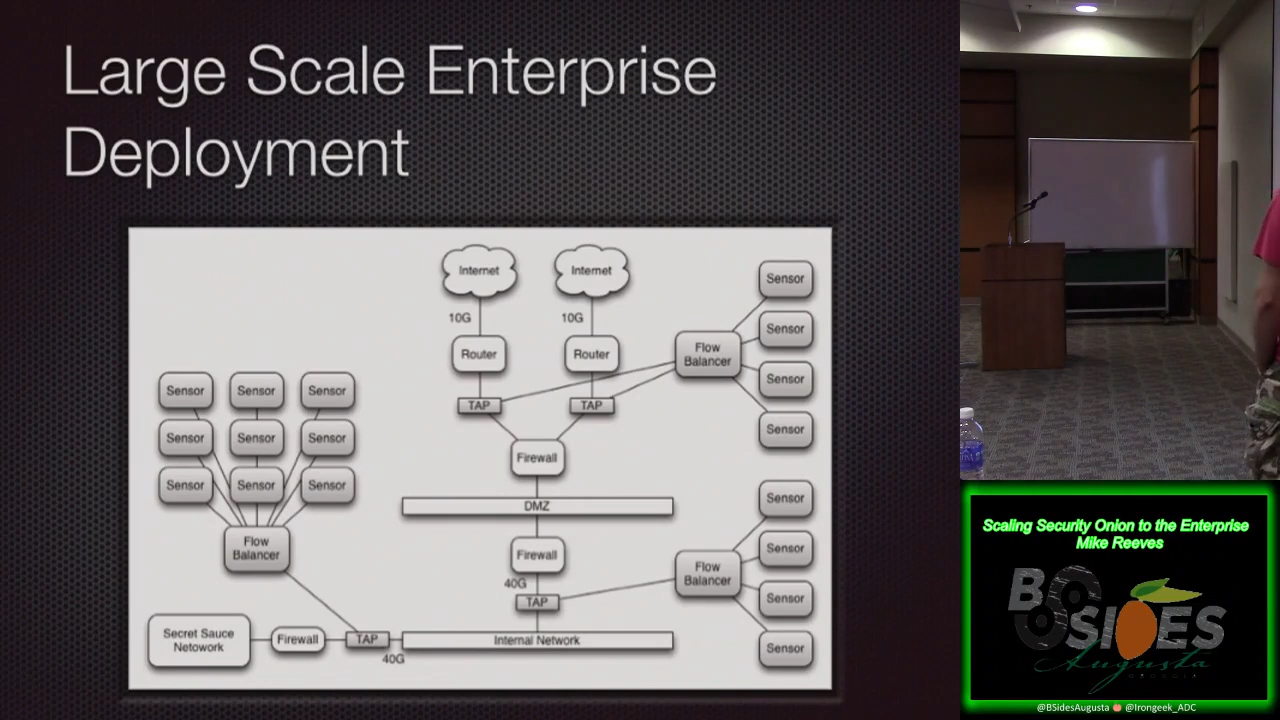 Large Scale Enterprise
Deployment
Internet
Internet
10G
10G
Router
Router
TAP
TAP
Firewall
DMZ
Firewall
40G
TAP
Internal Network
Flow
Balancer
Sensor
Sensor
Sensor
Sensor
Flow
Balancer
Sensor
Sensor
Sensor
Sensor
Sensor
Sensor
Sensor
Sensor
Sensor
Sensor
Sensor
Sensor
Sensor
Flow
Balancer
Secret Sauce
Netowork
Firewall
TAP
40G
Scaling Security Onion to the Enterprise
Mike Reeves
BSIDES
Augusta
GEORGIA
@BSidesAugusta @Irongeek_ADC